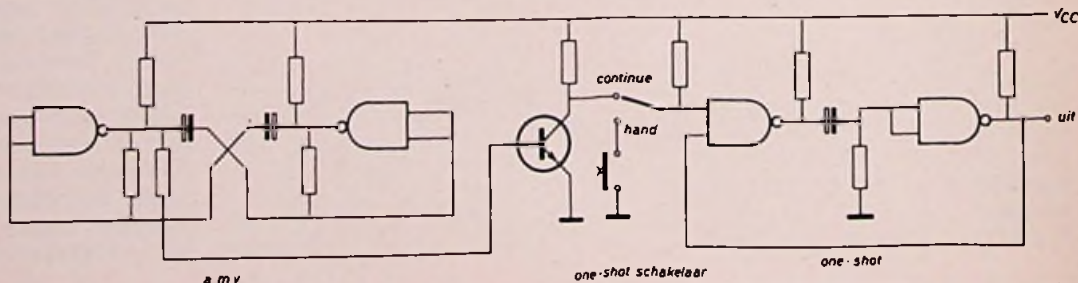 VCC
continue
hand
uit
a m v
one-shot schakelaar
one-shot